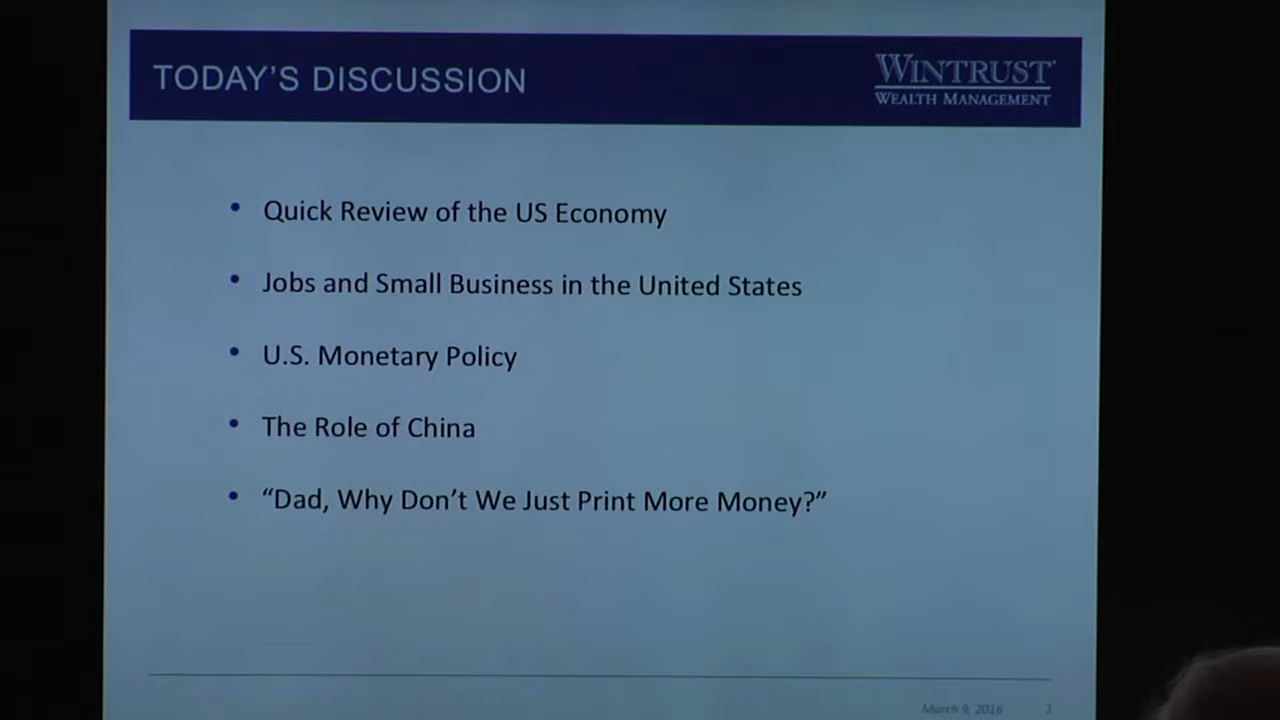 TODAY'S DISCUSSION
WINTRUST
WEALTH MANAGEMENT
• Quick Review of the US Economy
• Jobs and Small Business in the United States
• U.S. Monetary Policy
• The Role of China
• “Dad, Why Don’t We Just Print More Money?”
March 9, 2016 2